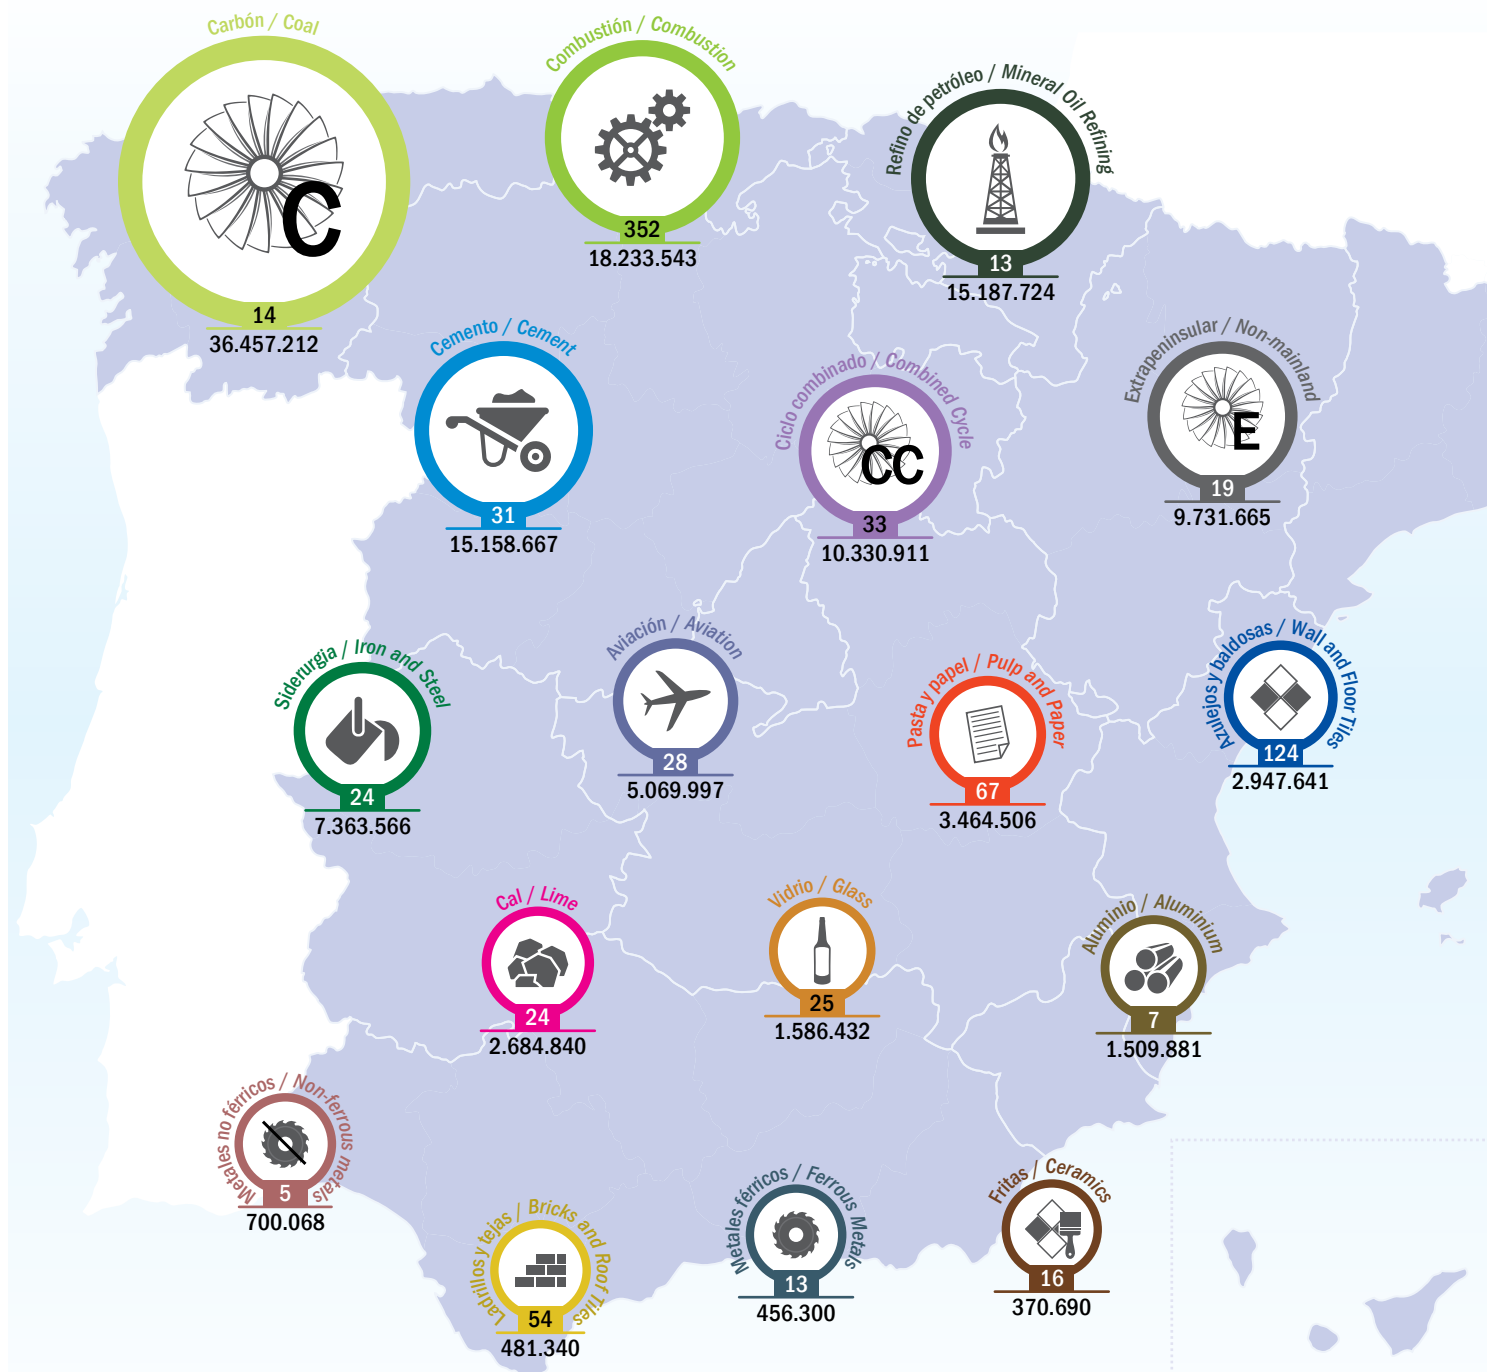 Carbón / Coal
C
14
36.457.212
Combustión / Combustion
352
18.233.543
Refino de petróleo / Mineral Oil Refining
13
15.187.724
Cemento / Cement
31
15.158.667
Ciclo combinado / Combined Cycle
CC
33
10.330.911
Extrapeninsular / Non-mainland
E
19
9.731.665
Siderurgia / Iron and Steel
24
7.363.566
Aviación / Aviation
28
5.069.997
Pasta y papel / Pulp and Paper
67
3.464.506
Azulejos y baldosas / Wall and Floor Tiles
124
2.947.641
Cal / Lime
24
2.684.840
Vidrio / Glass
25
1.586.432
Aluminio / Aluminium
7
1.509.881
Metales no férricos / Non-ferrous metals
5
700.068
Ladrillos y tejas / Bricks and Roof Tiles
54
481.340
Metales férricos / Ferrous Metals
13
456.300
Fritas / Ceramics
16
370.690